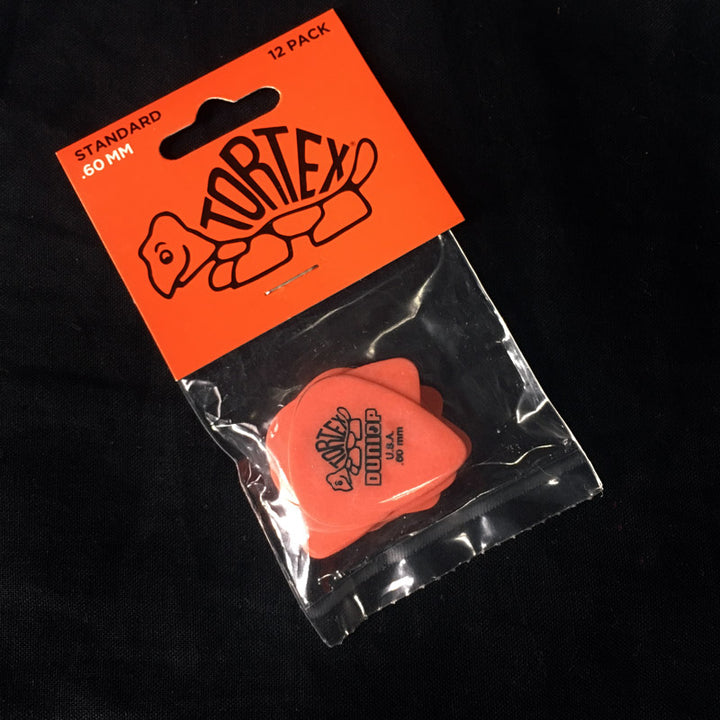 STANDARD
.60 MM
12 PACK
TORTEX®
TORTEX
DUNLOP
U.S.A.
.60 mm